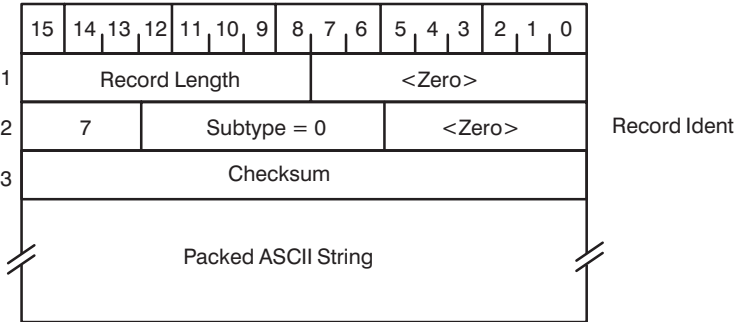 15 14 13 12 11 10 9 8 7 6 5 4 3 2 1 0
1 Record Length <Zero>
2 7 Subtype = 0 <Zero> Record Ident
3 Checksum
Packed ASCII String